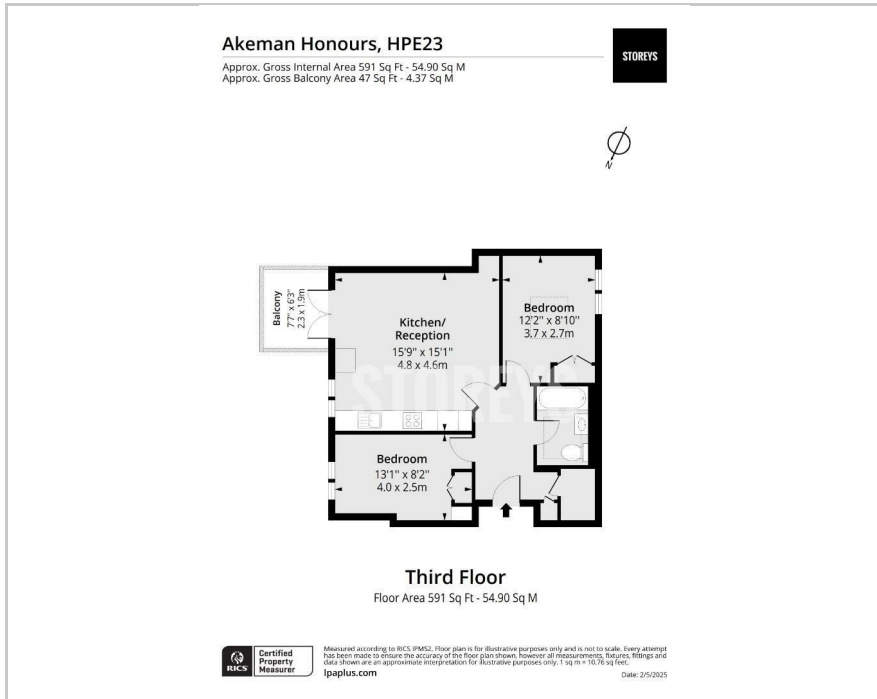 Akeman Honours, HPE23
Approx. Gross Internal Area 591 Sq Ft - 54.90 Sq M
Approx. Gross Balcony Area 47 Sq Ft - 4.37 Sq M
STOREYS
N
Balcony
7'7" x 6'3"
2.3 x 1.9m
Kitchen/
Reception
15'9" x 15'1"
4.8 x 4.6m
Bedroom
12'2" x 8'10"
3.7 x 2.7m
STOREYS
Bedroom
13'1" x 8'2"
4.0 x 2.5m
Third Floor
Floor Area 591 Sq Ft - 54.90 Sq M
RICS
Certified
Property
Measurer
Measured according to RICS IPMS2. Floor plan is for illustrative purposes only and is not to scale. Every attempt
has been made to ensure the accuracy of the floor plan shown, however all measurements, fixtures, fittings and
data shown are an approximate interpretation for illustrative purposes only. 1 sq m = 10.76 sq feet.
lpaplus.com
Date: 2/5/2025